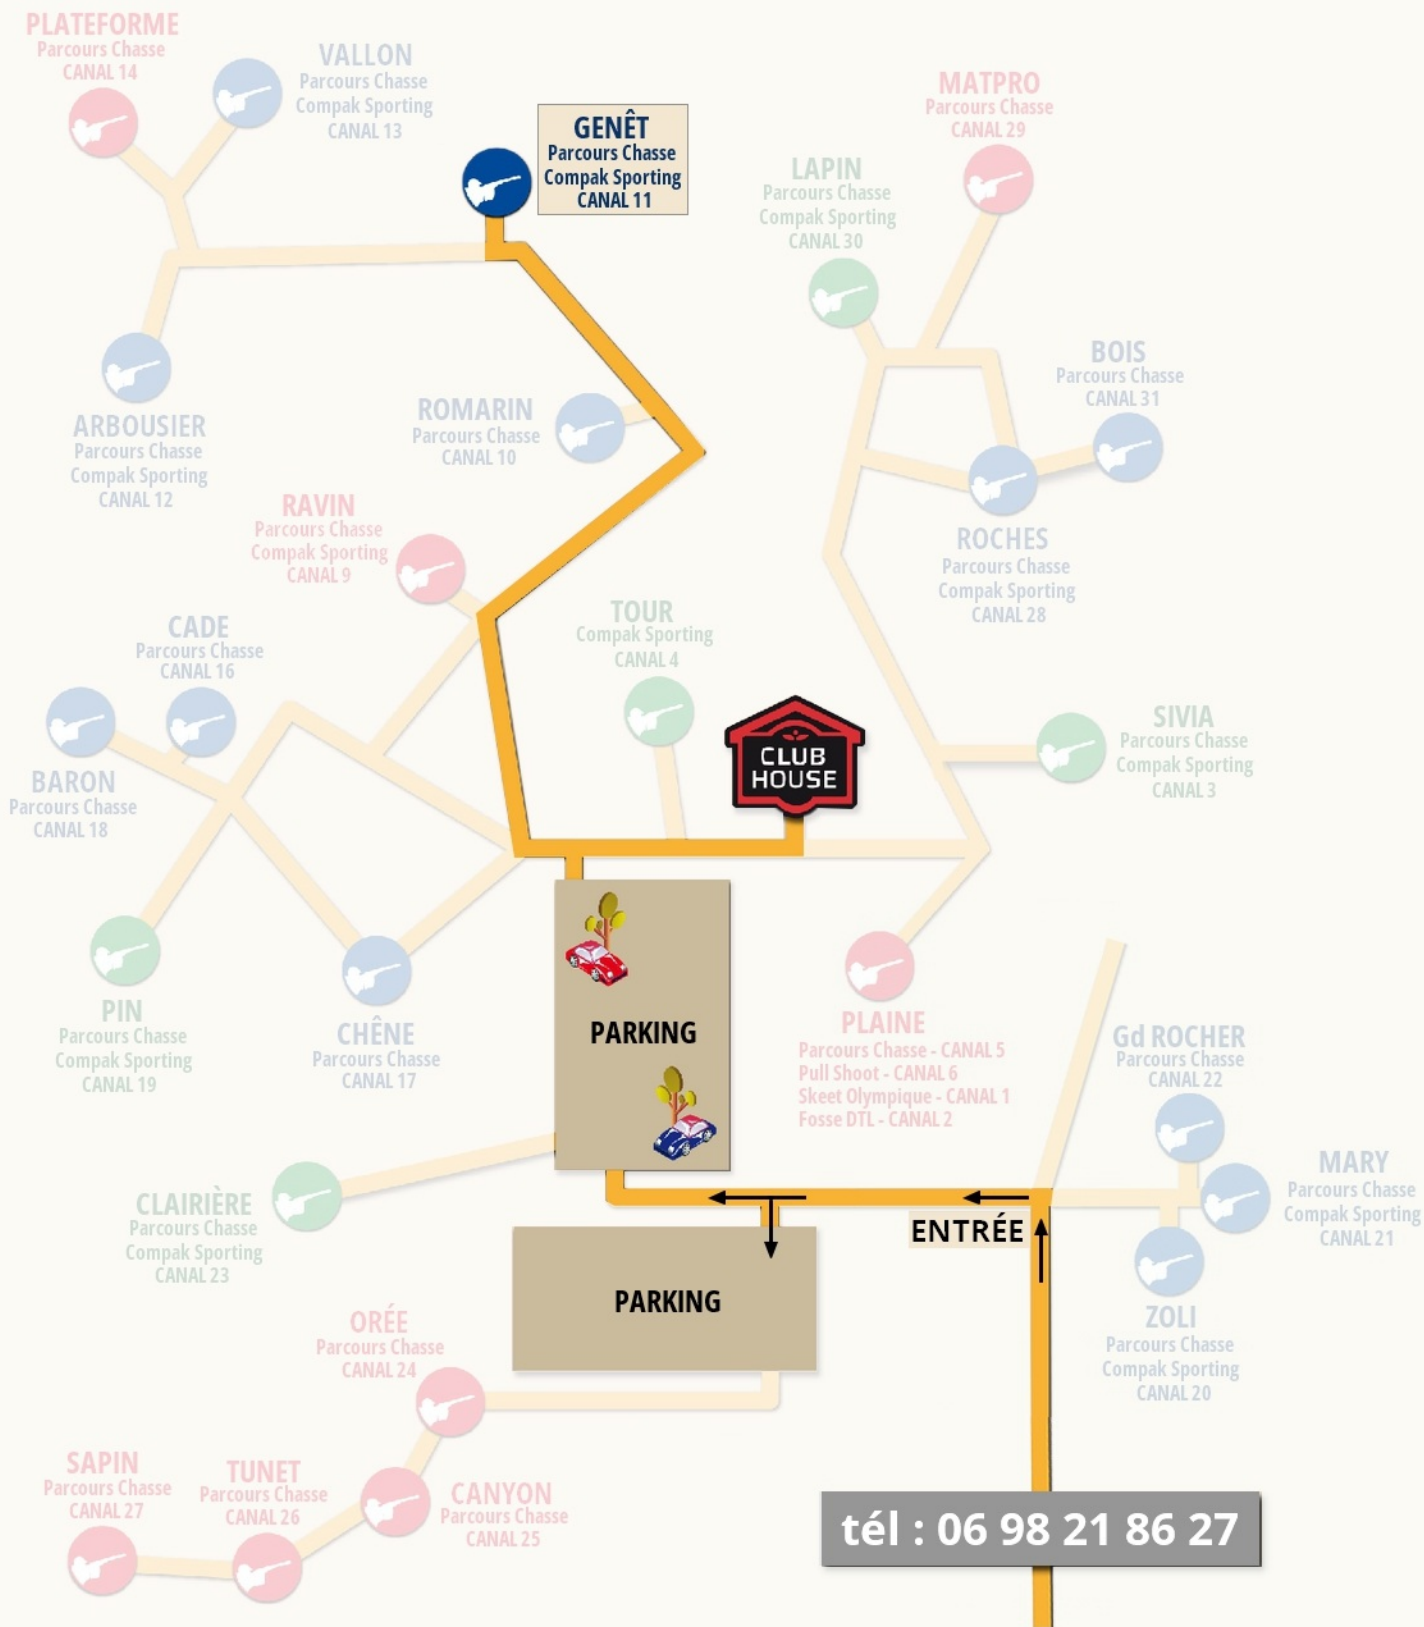 PLATEFORME
Parcours Chasse
CANAL 14
VALLON
Parcours Chasse
Compak Sporting
CANAL 13
GENÊT
Parcours Chasse
Compak Sporting
CANAL 11
MATPRO
Parcours Chasse
CANAL 29
LAPIN
Parcours Chasse
Compak Sporting
CANAL 30
BOIS
Parcours Chasse
CANAL 31
ARBOUSIER
Parcours Chasse
Compak Sporting
CANAL 12
ROMARIN
Parcours Chasse
CANAL 10
RAVIN
Parcours Chasse
Compak Sporting
CANAL 9
ROCHES
Parcours Chasse
Compak Sporting
CANAL 28
CADE
Parcours Chasse
CANAL 16
TOUR
Compak Sporting
CANAL 4
CLUB
HOUSE
SIVIA
Parcours Chasse
Compak Sporting
CANAL 3
BARON
Parcours Chasse
CANAL 18
PIN
Parcours Chasse
Compak Sporting
CANAL 19
CHÊNE
Parcours Chasse
CANAL 17
PARKING
PLAINE
Parcours Chasse - CANAL 5
Pull Shoot - CANAL 6
Skeet Olympique - CANAL 1
Fosse DTL - CANAL 2
Gd ROCHER
Parcours Chasse
CANAL 22
MARY
Parcours Chasse
Compak Sporting
CANAL 21
CLAIRIÈRE
Parcours Chasse
Compak Sporting
CANAL 23
ENTRÉE
PARKING
ZOLI
Parcours Chasse
Compak Sporting
CANAL 20
ORÉE
Parcours Chasse
CANAL 24
SAPIN
Parcours Chasse
CANAL 27
TUNET
Parcours Chasse
CANAL 26
CANYON
Parcours Chasse
CANAL 25
tél : 06 98 21 86 27